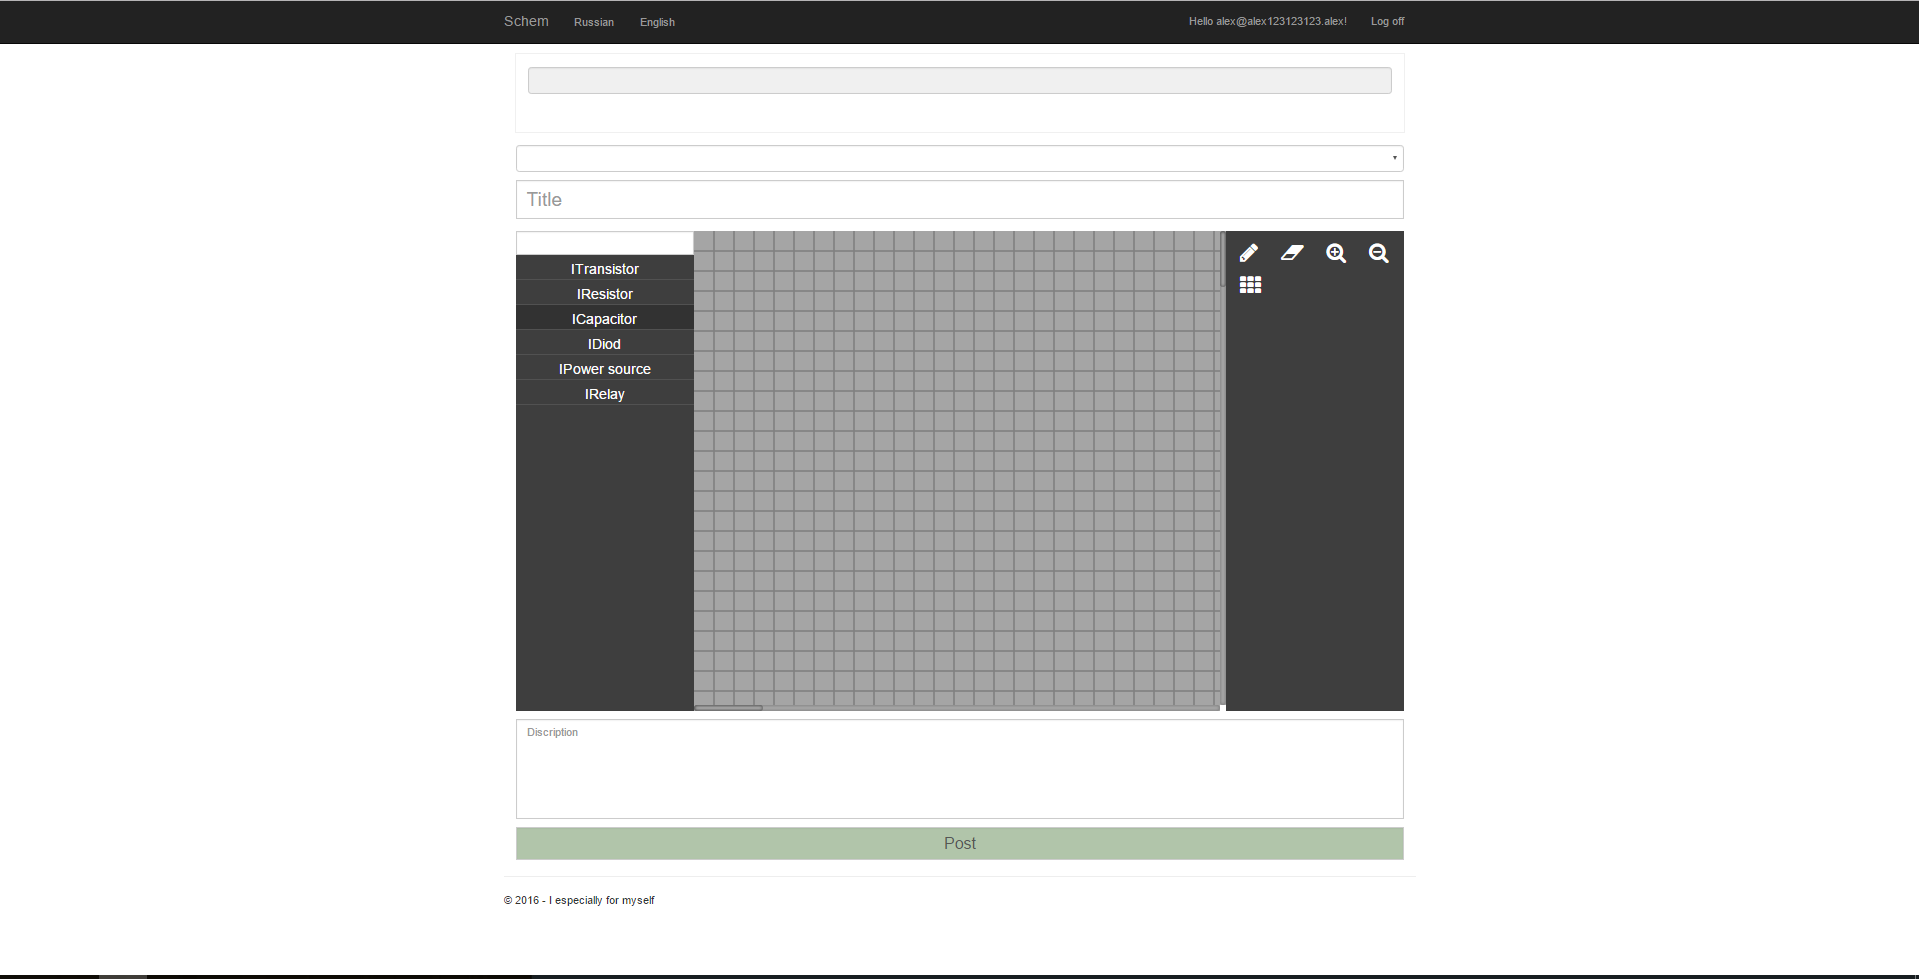 Schem Russian English Hello alex@alex123123123.alex! Log off
Title
ITransistor
IResistor
ICapacitor
IDiod
IPower source
IRelay
Discription
Post
© 2016 - I especially for myself